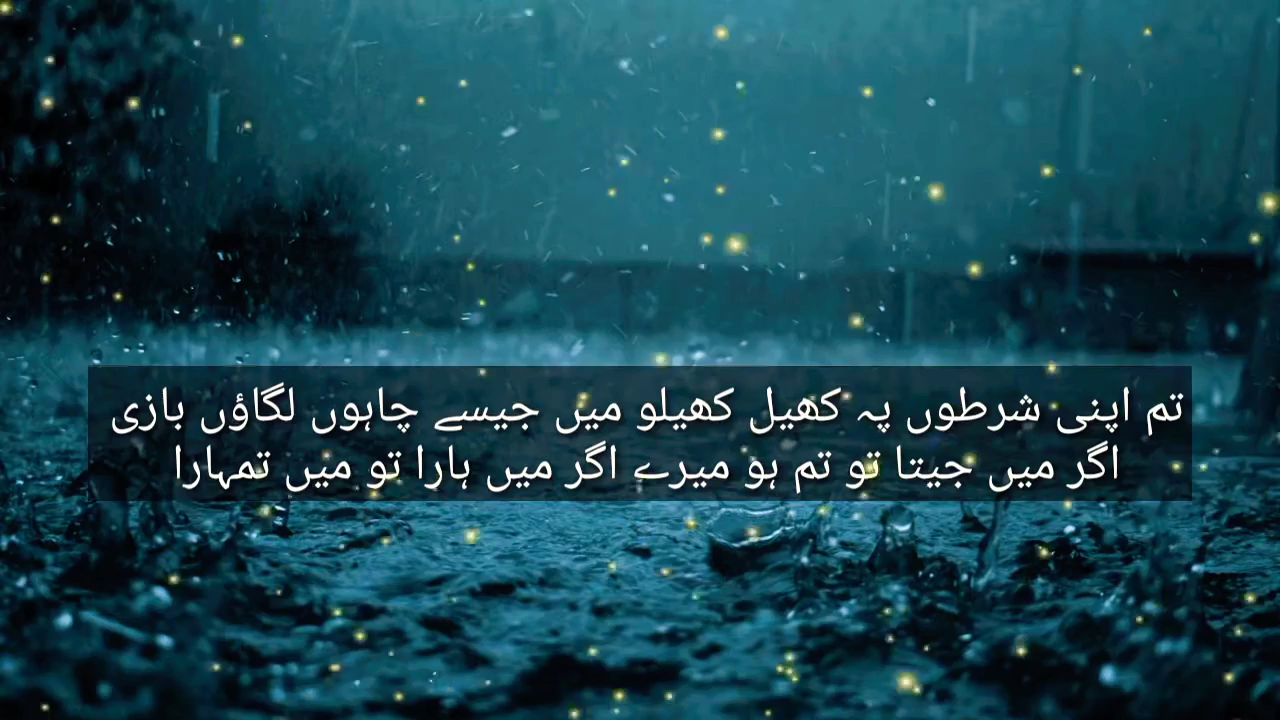 تم اپنی شرطوں پہ کھیل کھیلو میں جیسے چاہوں لگاؤں بازی
اگر میں جیتا تو تم ہو میرے اگر میں ہارا تو میں تمہارا